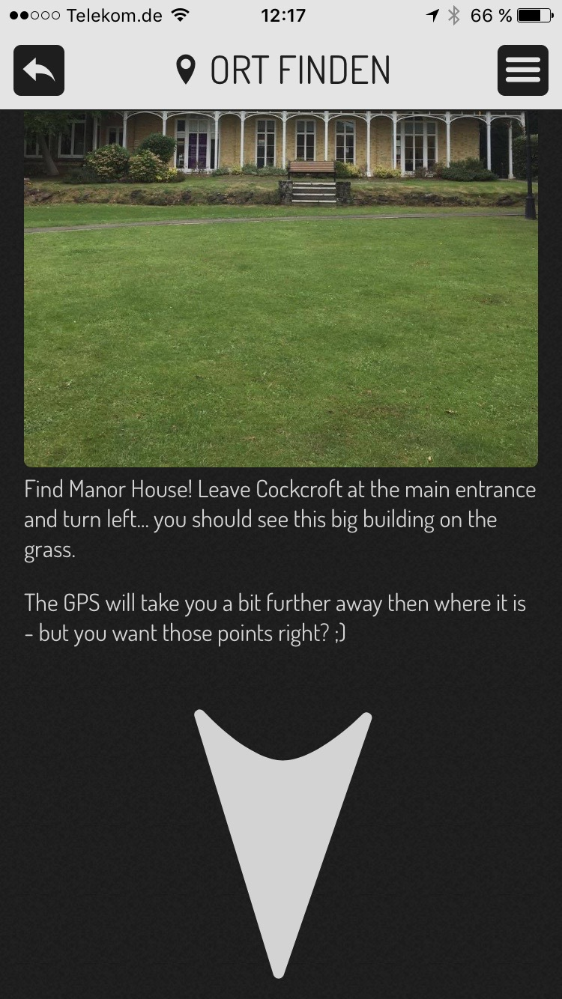 Telekom.de 12:17 66 %
ORT FINDEN
Find Manor House! Leave Cockcroft at the main entrance
and turn left... you should see this big building on the
grass.
The GPS will take you a bit further away then where it is
- but you want those points right? ;)